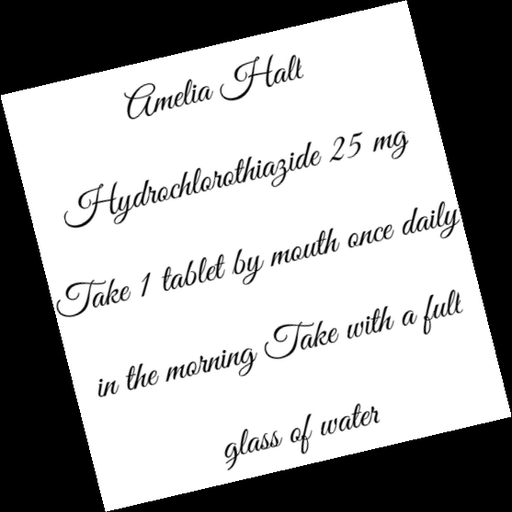 Amelia Hall
Hydrochlorothiazide 25 mg
Take 1 tablet by mouth once daily
in the morning Take with a full
glass of water